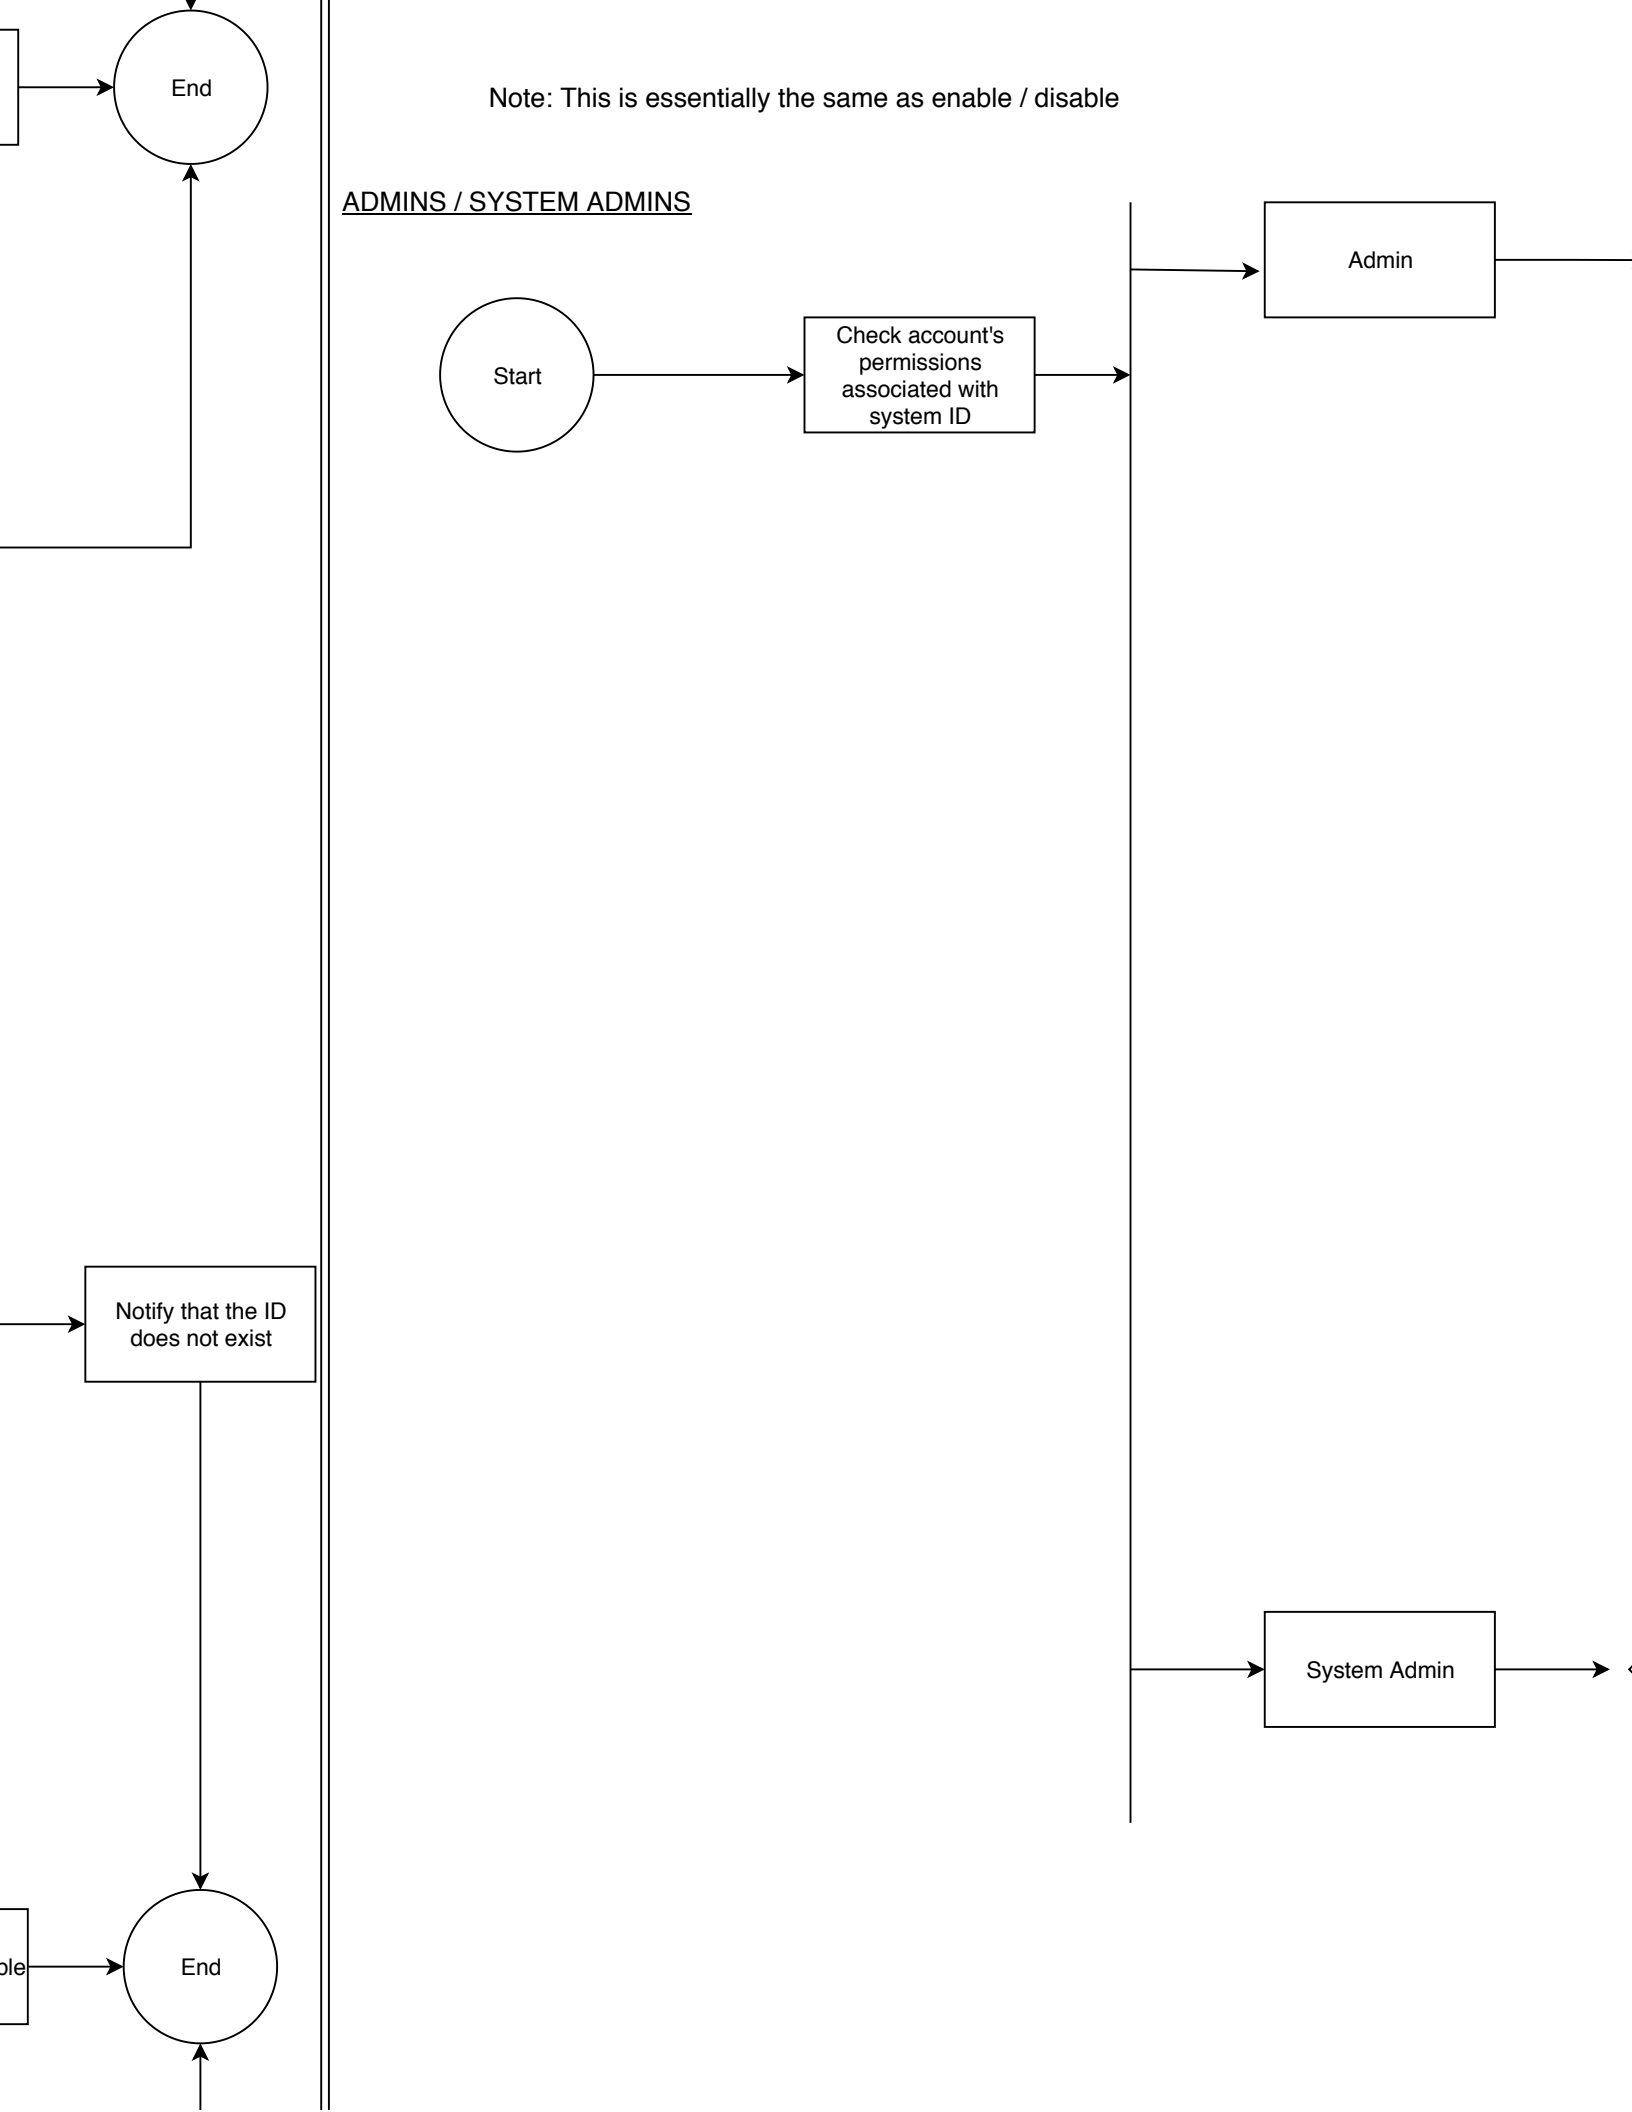 End
Note: This is essentially the same as enable / disable
ADMINS / SYSTEM ADMINS
Admin
Start
Check account's
permissions
associated with
system ID
Notify that the ID
does not exist
System Admin
End